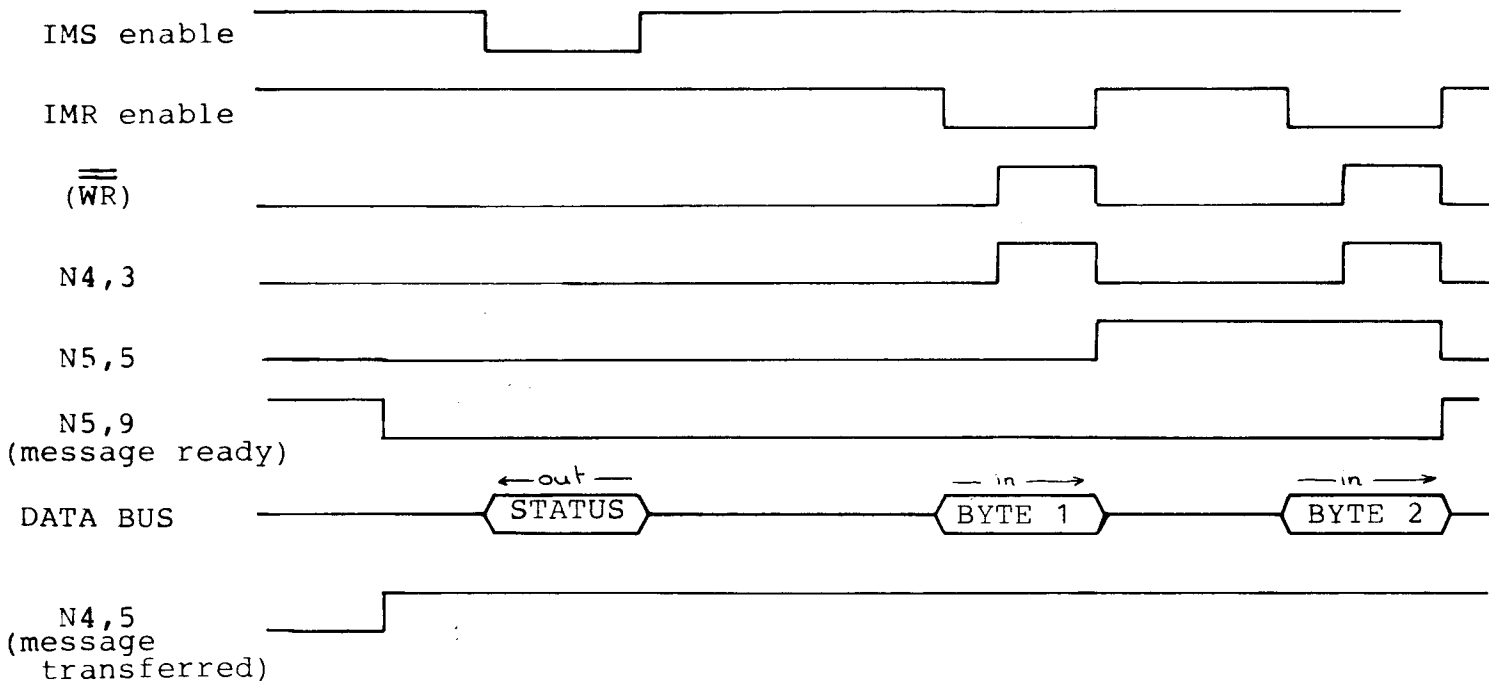 IMS enable
IMR enable
(W̿R̿)
N4,3
N5,5
N5,9
(message ready)
←out—
—in→
—in→
DATA BUS
STATUS
BYTE 1
BYTE 2
N4,5
(message
transferred)